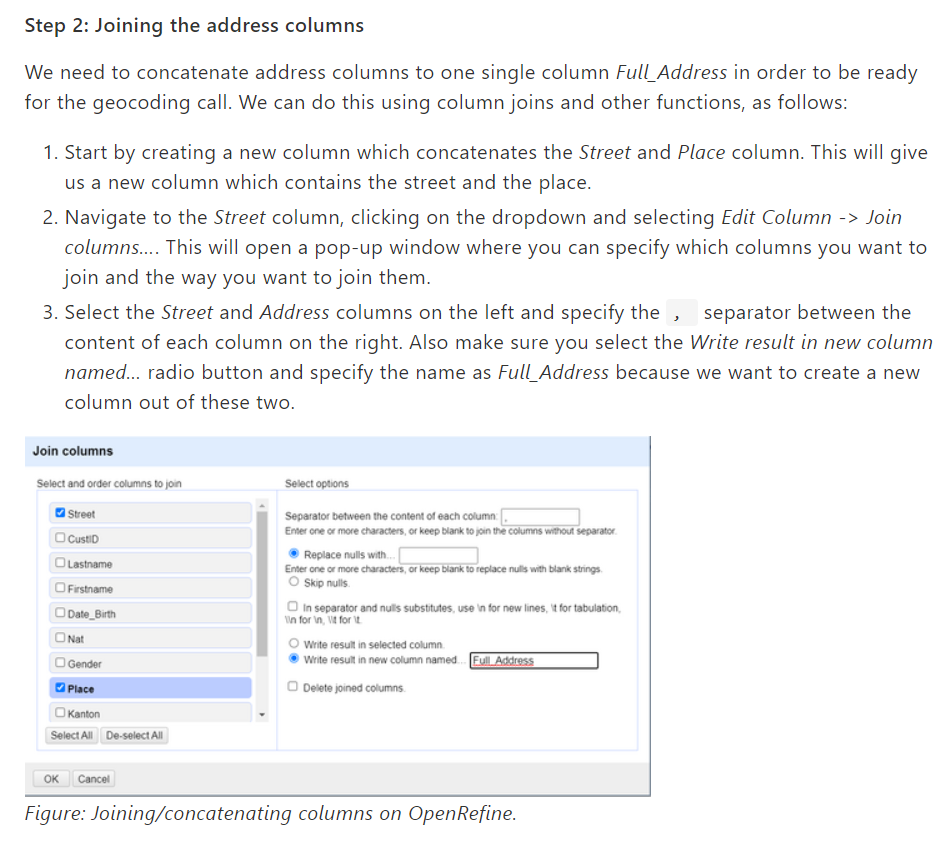 Step 2: Joining the address columns
We need to concatenate address columns to one single column Full_Address in order to be ready
for the geocoding call. We can do this using column joins and other functions, as follows:
1. Start by creating a new column which concatenates the Street and Place column. This will give
us a new column which contains the street and the place.
2. Navigate to the Street column, clicking on the dropdown and selecting Edit Column -> Join
columns.... This will open a pop-up window where you can specify which columns you want to
join and the way you want to join them.
3. Select the Street and Address columns on the left and specify the , separator between the
content of each column on the right. Also make sure you select the Write result in new column
named... radio button and specify the name as Full_Address because we want to create a new
column out of these two.
Join columns
Select and order columns to join
Street
CustID
Lastname
Firstname
Date_Birth
Nat
Gender
Place
Kanton
Select All De-select All
Select options
Separator between the content of each column: ,
Enter one or more characters, or keep blank to join the columns without separator.
Replace nulls with...
Enter one or more characters, or keep blank to replace nulls with blank strings.
Skip nulls.
In separator and nulls substitutes, use \n for new lines, \t for tabulation,
\\n for \n, \\t for \t.
Write result in selected column.
Write result in new column named... Full_Address
Delete joined columns.
OK Cancel
Figure: Joining/concatenating columns on OpenRefine.